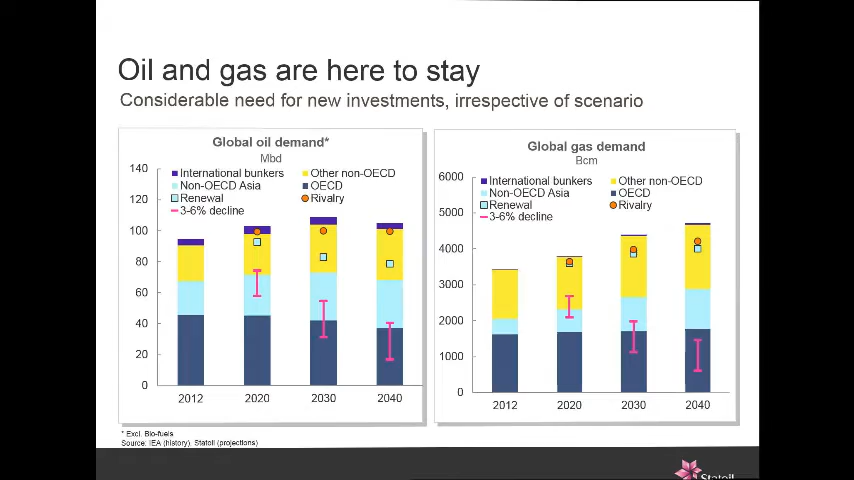 Oil and gas are here to stay
Considerable need for new investments, irrespective of scenario
Global oil demand*
Mbd
International bunkers
Other non-OECD
Non-OECD Asia
OECD
Renewal
Rivalry
3-6% decline
140
120
100
80
60
40
20
0
2012
2020
2030
2040
Global gas demand
Bcm
International bunkers
Other non-OECD
Non-OECD Asia
OECD
Renewal
Rivalry
3-6% decline
6000
5000
4000
3000
2000
1000
0
2012
2020
2030
2040
* Excl. Bio-fuels
Source: IEA (history), Statoil (projections)
Statoil